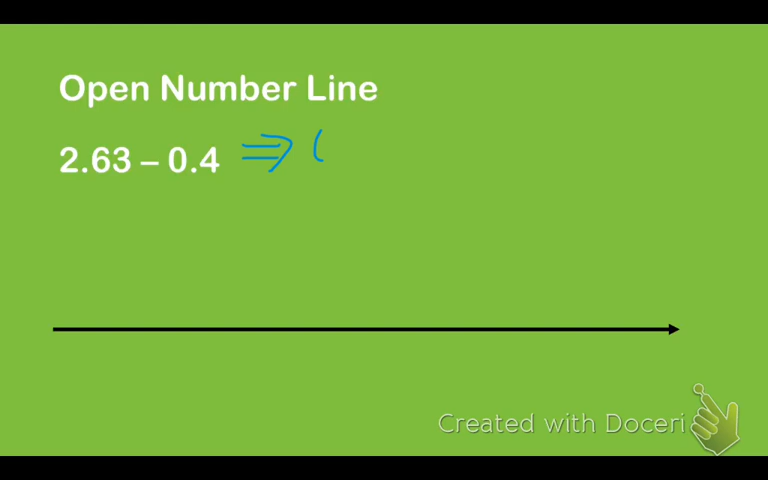 Open Number Line
2.63 – 0.4 ⇒
Created with Doceri